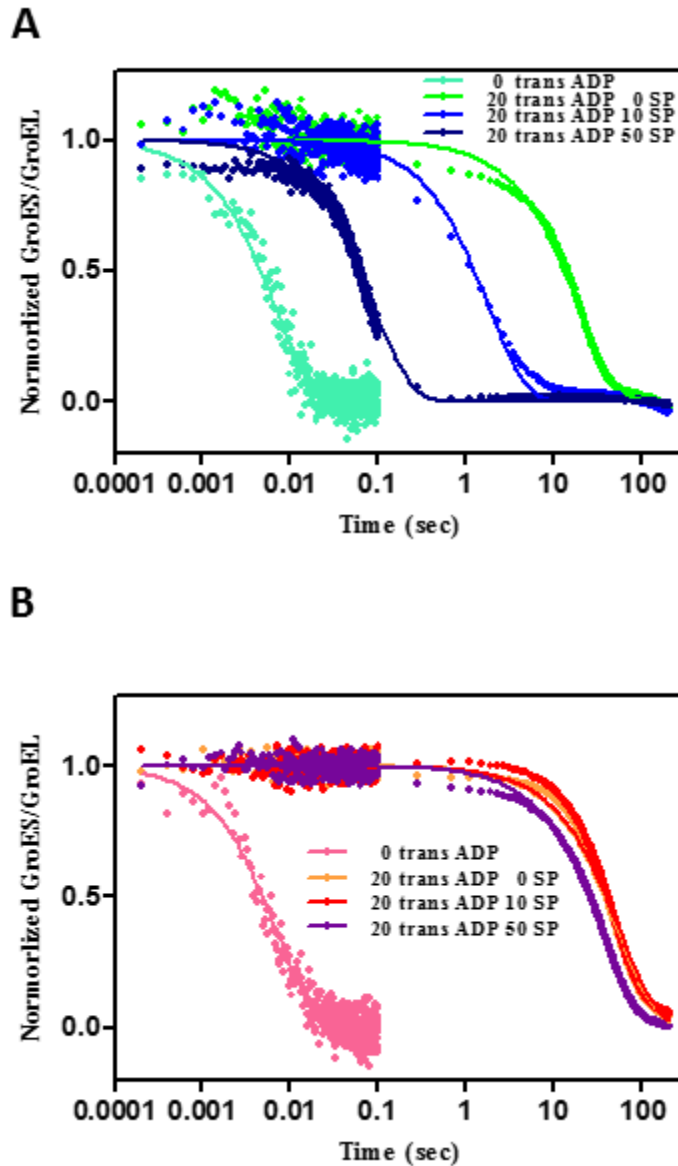 A
0 trans ADP
20 trans ADP 0 SP
20 trans ADP 10 SP
20 trans ADP 50 SP
Normorlized GroES/GroEL
1.0
0.5
0.0
0.0001 0.001 0.01 0.1 1 10 100
Time (sec)
B
Normorlized GroES/GroEL
1.0
0.5
0.0
0 trans ADP
20 trans ADP 0 SP
20 trans ADP 10 SP
20 trans ADP 50 SP
0.0001 0.001 0.01 0.1 1 10 100
Time (sec)